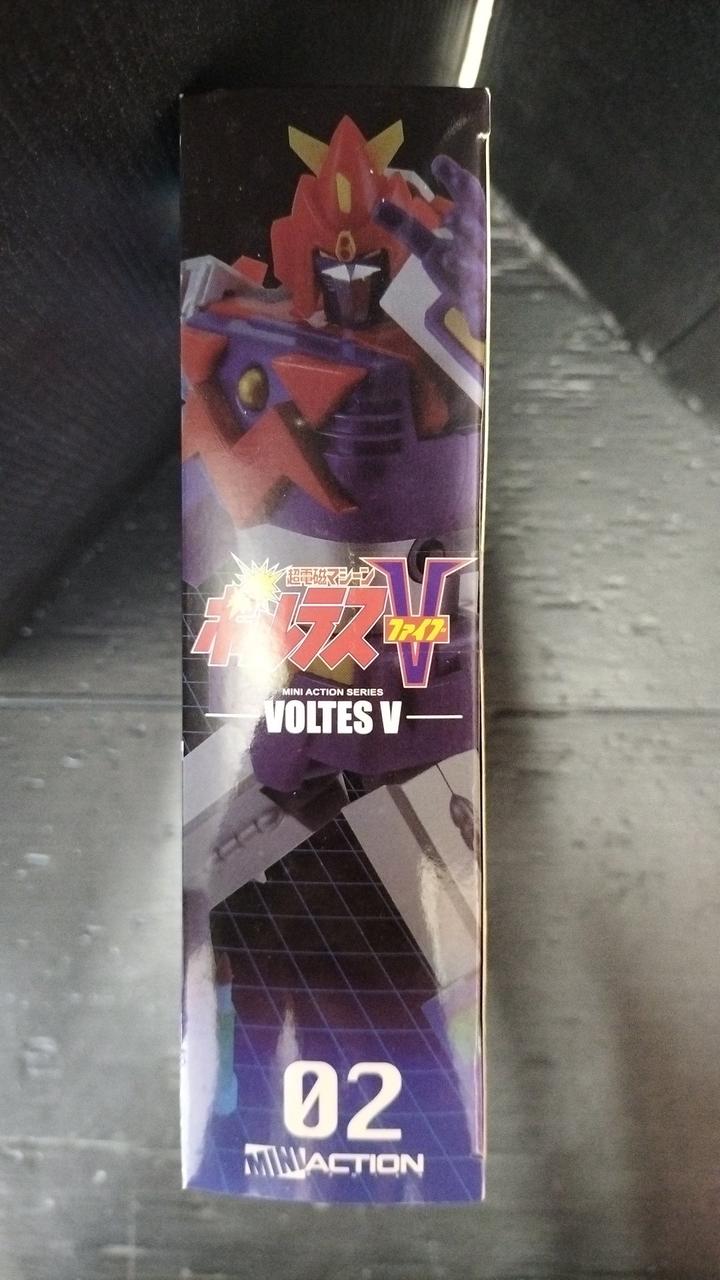 超電磁マシーン
ボルテスV
ファイブ
MINI ACTION SERIES
VOLTES V
02
MINI ACTION